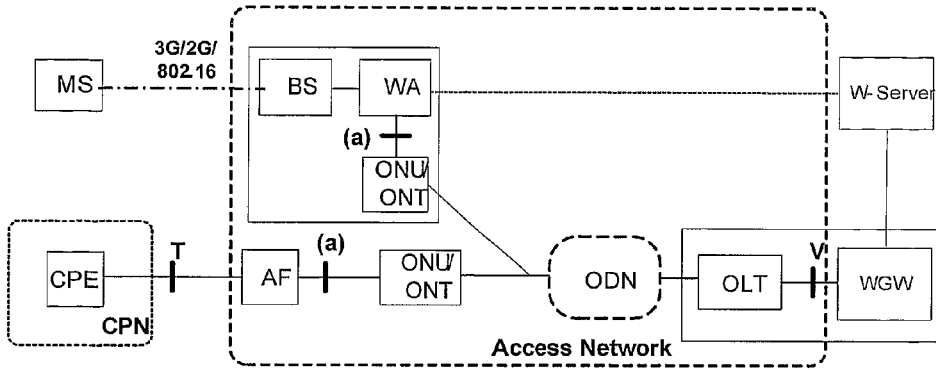 3G/2G/
802.16
MS
BS
WA
W-Server
(a)
ONU/
ONT
T
(a)
V
CPE
AF
ONU/
ONT
ODN
OLT
WGW
CPN
Access Network